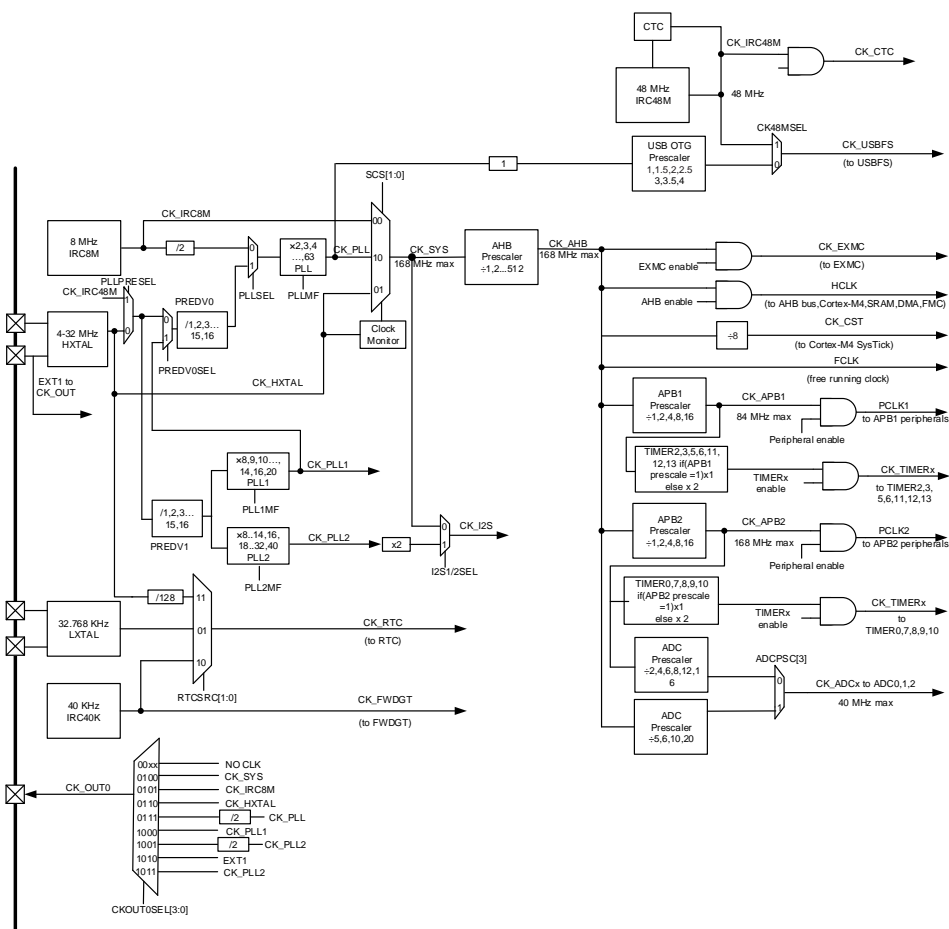 CTC
CK_IRC48M
CK_CTC
48 MHz
IRC48M
48 MHz
CK48MSEL
USB OTG
Prescaler
1,1.5,2,2.5
3,3.5,4
1
0
CK_USBFS
(to USBFS)
1
SCS[1:0]
CK_IRC8M
00
8 MHz
IRC8M
/2
0
1
PLLSEL
×2,3,4
…,63
PLL
PLLMF
CK_PLL
10
01
CK_SYS
168 MHz max
AHB
Prescaler
÷1,2...512
CK_AHB
168 MHz max
EXMC enable
CK_EXMC
(to EXMC)
PLLPRESEL
CK_IRC48M
1
0
PREDV0
0
1
/1,2,3…
15,16
PREDV0SEL
Clock
Monitor
AHB enable
HCLK
(to AHB bus,Cortex-M4,SRAM,DMA,FMC)
4-32 MHz
HXTAL
÷8
CK_CST
(to Cortex-M4 SysTick)
EXT1 to
CK_OUT
CK_HXTAL
FCLK
(free running clock)
APB1
Prescaler
÷1,2,4,8,16
CK_APB1
84 MHz max
Peripheral enable
PCLK1
to APB1 peripherals
×8,9,10…,
14,16,20
PLL1
PLL1MF
CK_PLL1
TIMER2,3,5,6,11,
12,13 if(APB1
prescale =1)x1
else x 2
TIMERx
enable
CK_TIMERx
to TIMER2,3,
5,6,11,12,13
/1,2,3…
15,16
PREDV1
×8..14,16,
18..32,40
PLL2
PLL2MF
CK_PLL2
x2
0
1
CK_I2S
I2S1/2SEL
APB2
Prescaler
÷1,2,4,8,16
CK_APB2
168 MHz max
Peripheral enable
PCLK2
to APB2 peripherals
TIMER0,7,8,9,10
if(APB2 prescale
=1)x1
else x 2
TIMERx
enable
CK_TIMERx
to
TIMER0,7,8,9,10
/128
11
01
10
32.768 KHz
LXTAL
CK_RTC
(to RTC)
RTCSRC[1:0]
ADC
Prescaler
÷2,4,6,8,12,1
6
ADCPSC[3]
0
1
CK_ADCx to ADC0,1,2
40 MHz max
40 KHz
IRC40K
CK_FWDGT
(to FWDGT)
ADC
Prescaler
÷5,6,10,20
CK_OUT0
00xx
NO CLK
0100
CK_SYS
0101
CK_IRC8M
0110
CK_HXTAL
0111
/2
CK_PLL
1000
CK_PLL1
1001
/2
CK_PLL2
1010
EXT1
1011
CK_PLL2
CKOUT0SEL[3:0]